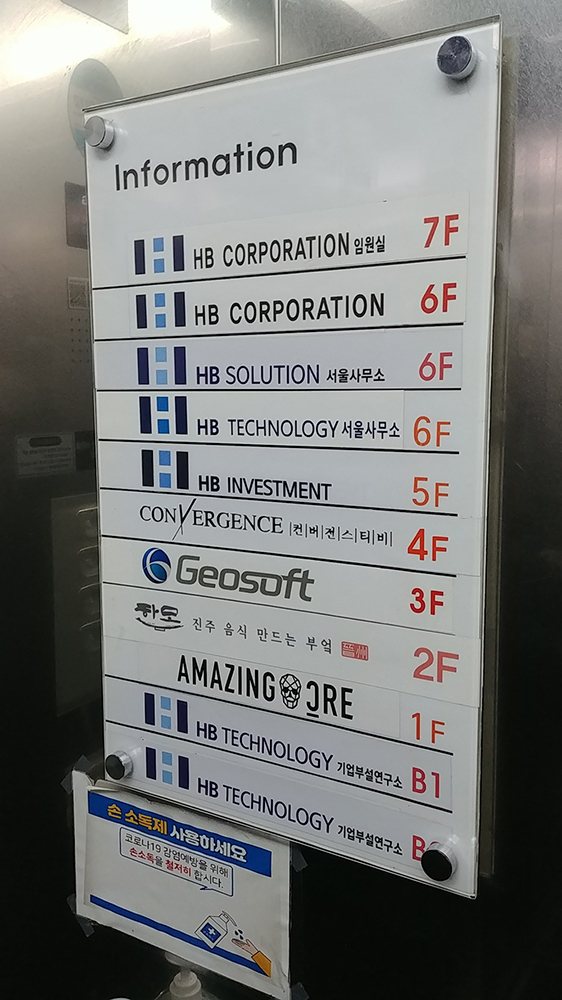 Information
HB CORPORATION 임원실 7F
HB CORPORATION 6F
HB SOLUTION 서울사무소 6F
HB TECHNOLOGY 서울사무소 6F
HB INVESTMENT 5F
CONVERGENCE |컨|버|전|스|티|비| 4F
Geosoft 3F
하모 진주 음식 만드는 부엌 2F
AMAZING ƆRE 1F
HB TECHNOLOGY 기업부설연구소 B1
HB TECHNOLOGY 기업부설연구소
손 소독제 사용하세요
코로나19 감염예방을 위해
손소독을 철저히 합시다.